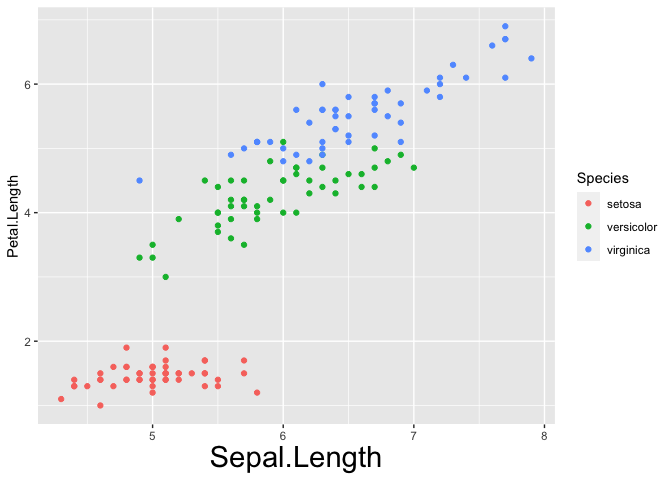 6
4
2
Petal.Length
5 6 7 8
Sepal.Length
Species
setosa
versicolor
virginica